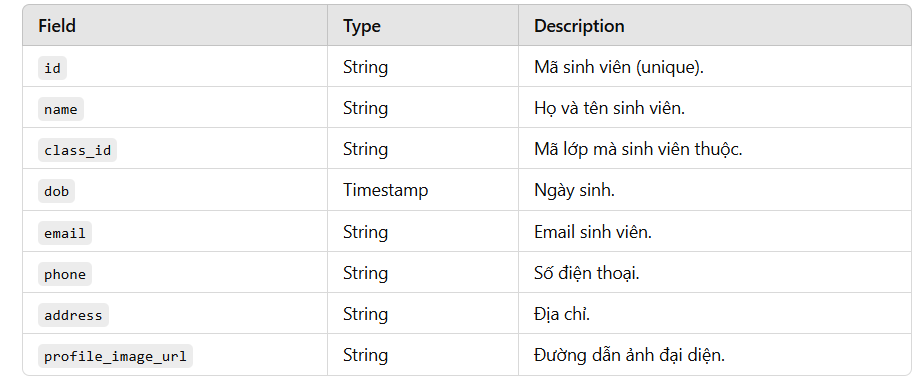 Field Type Description
id String Mã sinh viên (unique).
name String Họ và tên sinh viên.
class_id String Mã lớp mà sinh viên thuộc.
dob Timestamp Ngày sinh.
email String Email sinh viên.
phone String Số điện thoại.
address String Địa chỉ.
profile_image_url String Đường dẫn ảnh đại diện.